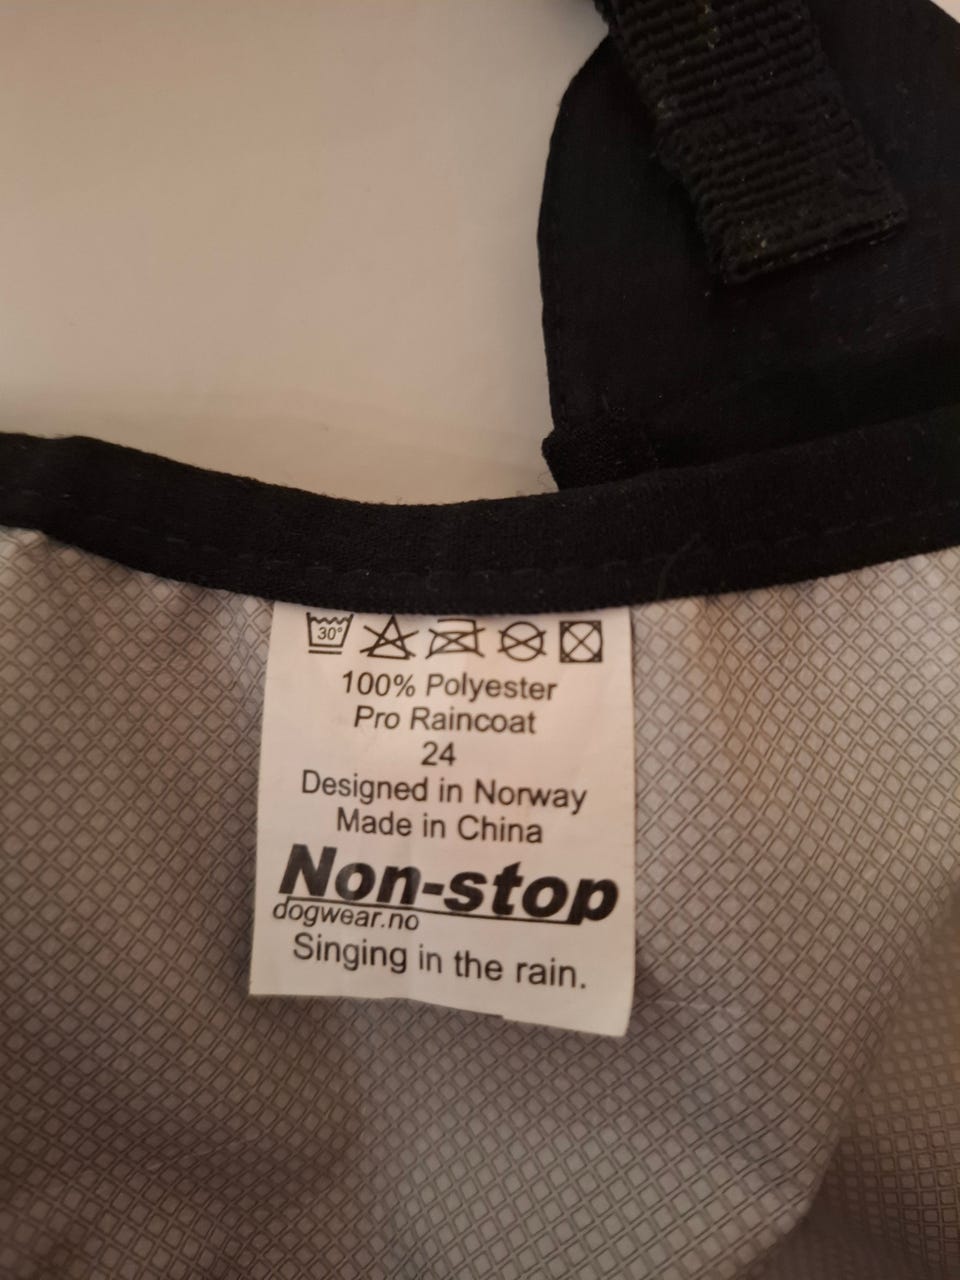 30°
100% Polyester
Pro Raincoat
24
Designed in Norway
Made in China
Non-stop
dogwear.no
Singing in the rain.